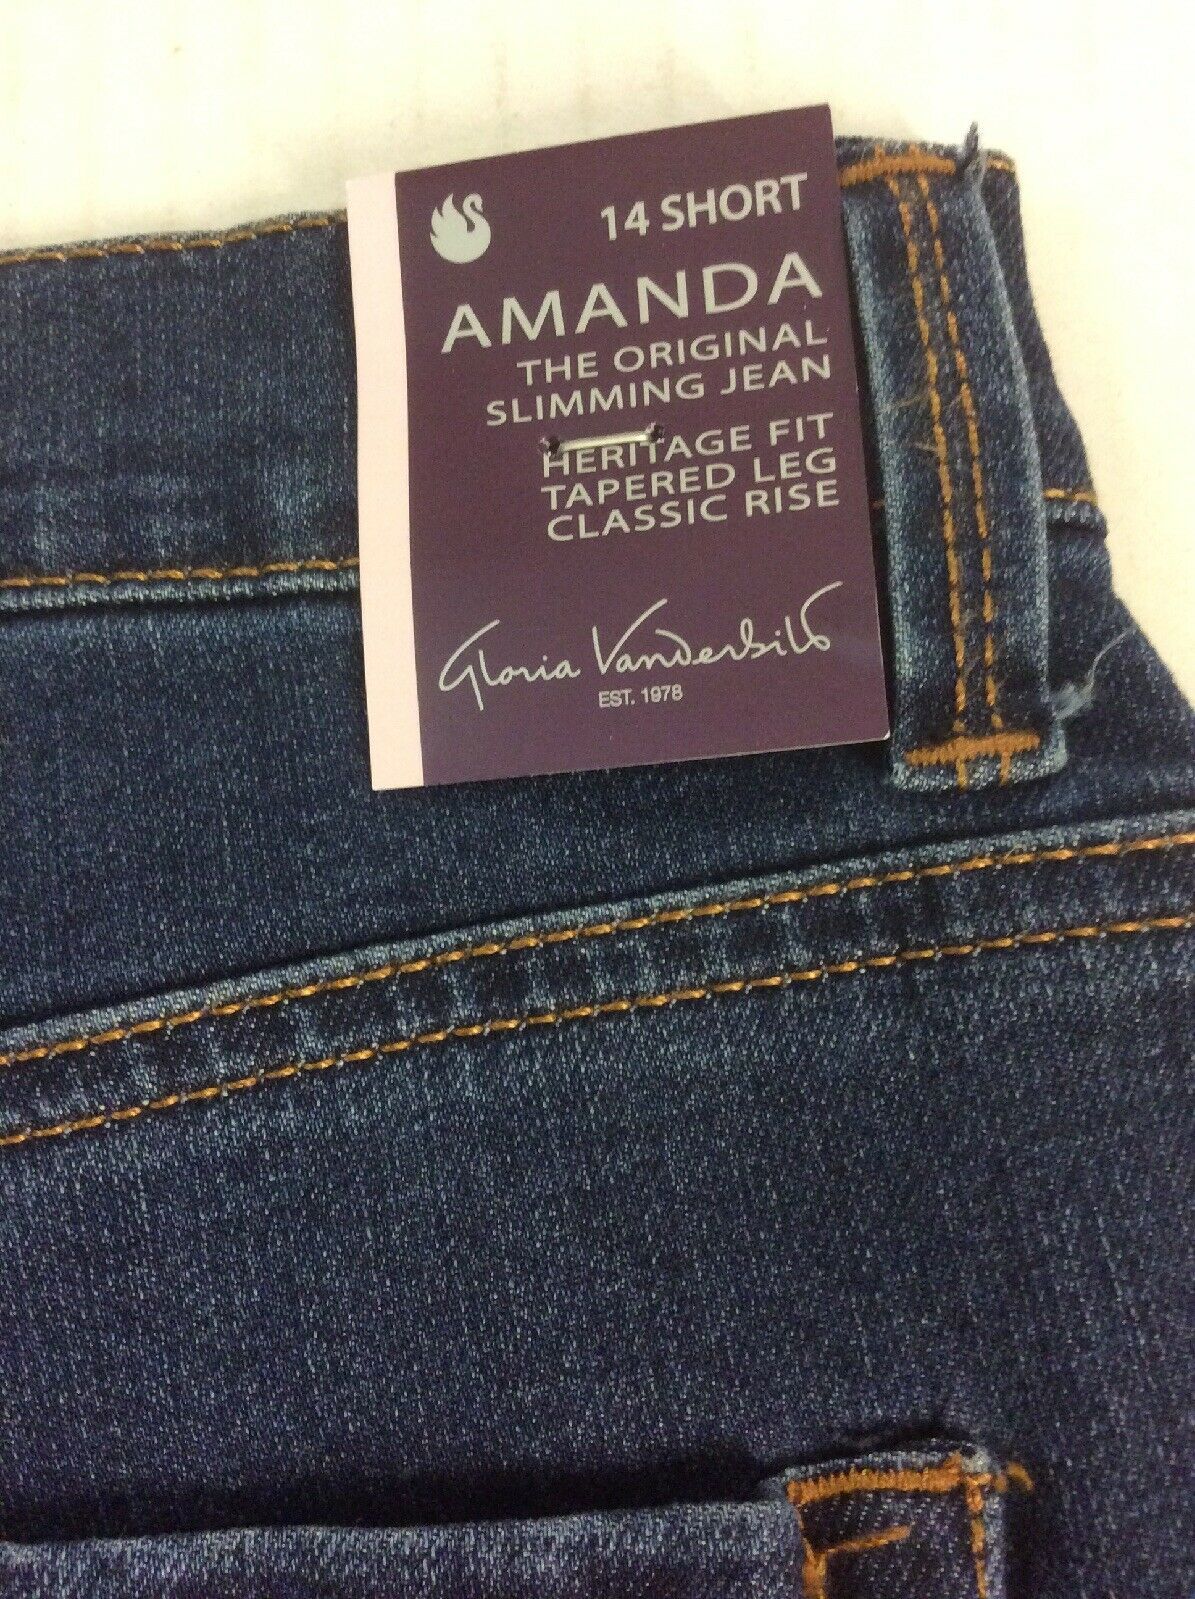 14 SHORT
AMANDA
THE ORIGINAL
SLIMMING JEAN
HERITAGE FIT
TAPERED LEG
CLASSIC RISE
Gloria Vanderbilt
EST. 1978